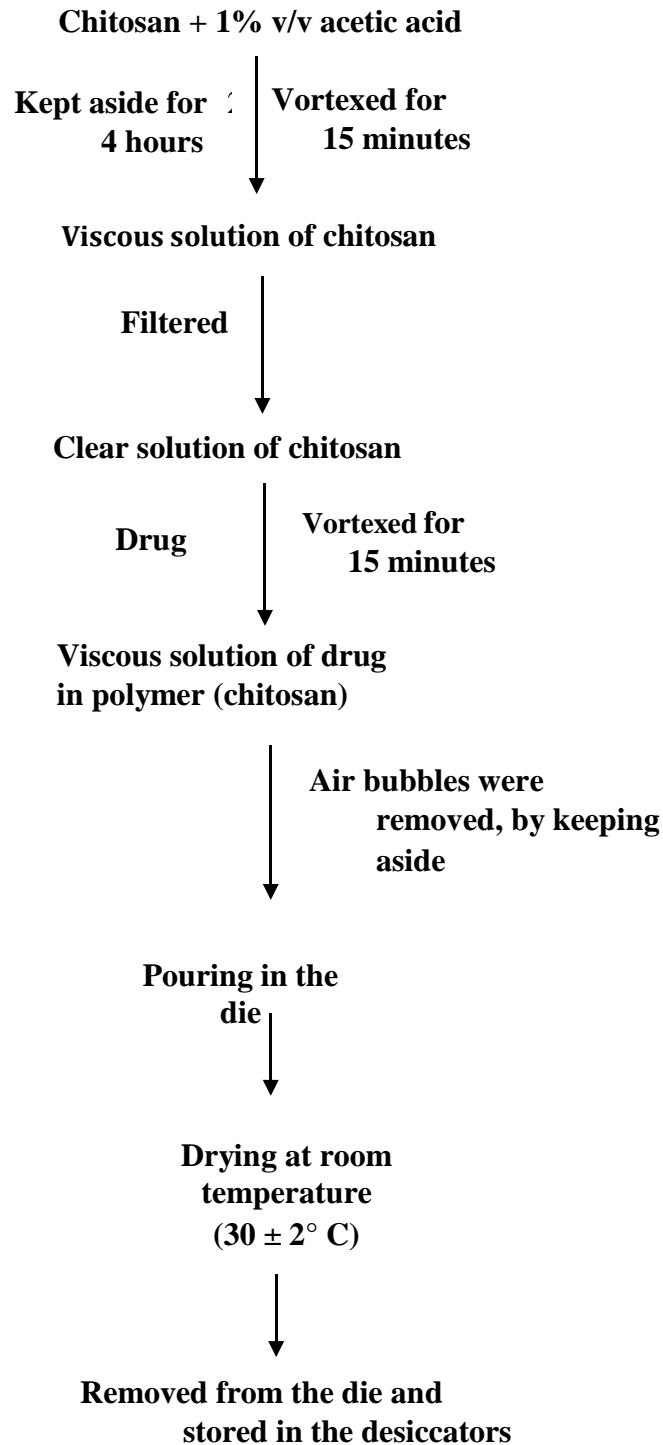 Chitosan + 1% v/v acetic acid
Kept aside for
4 hours
Vortexed for
15 minutes
Viscous solution of chitosan
Filtered
Clear solution of chitosan
Drug
Vortexed for
15 minutes
Viscous solution of drug
in polymer (chitosan)
Air bubbles were
removed, by keeping
aside
Pouring in the
die
Drying at room
temperature
(30 ± 2° C)
Removed from the die and
stored in the desiccators